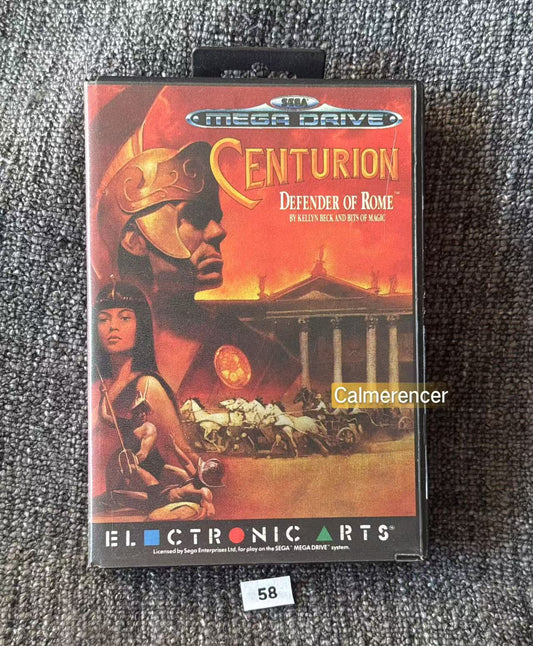 SEGA
MEGA DRIVE
CENTURION
DEFENDER OF ROME™
BY KELLYN BECK AND BITS OF MAGIC
Calmerencer
ELECTRONIC ARTS®
Licensed by Sega Enterprises Ltd, for play on the SEGA™ MEGA DRIVE™ system.
58